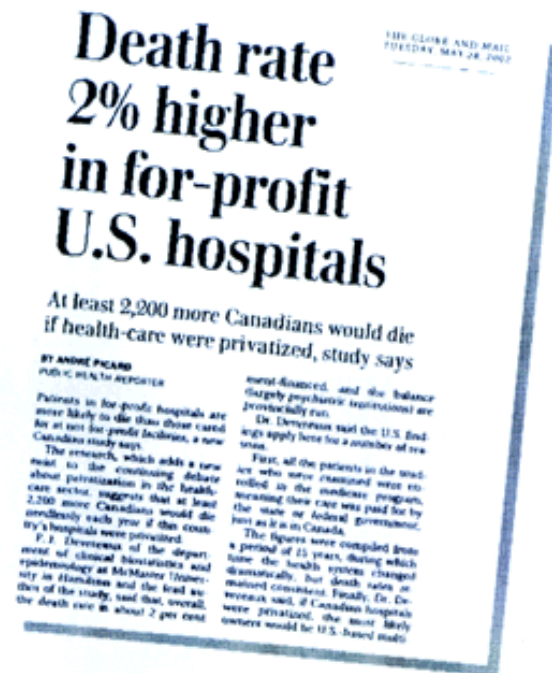 THE GLOBE AND MAIL
TUESDAY, MAY 28, 2002
Death rate
2% higher
in for-profit
U.S. hospitals
At least 2,200 more Canadians would die
if health-care were privatized, study says
BY ANDRÉ PICARD
PUBLIC HEALTH REPORTER
Patients in for-profit hospitals are
more likely to die than those cared
for at not-for-profit facilities, a new
Canadian study says.
The research, which adds a new
twist to the continuing debate
about privatization in the health-
care sector, suggests that at least
2,200 more Canadians would die
needlessly each year if this coun-
try's hospitals were privatized.
P. J. Devereaux of the depart-
ment of clinical biostatistics and
epidemiology at McMaster Univer-
sity in Hamilton and the lead au-
thor of the study, said that, overall,
the death rate is about 2 per cent
ment-financed, and the balance
(largely psychiatric institutions) are
provincially run.
Dr. Devereaux said the U.S. find-
ings apply here for a number of rea-
sons.
First, all the patients in the stud-
ies who were examined were en-
rolled in the medicare program,
meaning their care was paid for by
the state or federal government,
just as it is in Canada.
The figures were compiled from
a period of 15 years, during which
time the health system changed
dramatically, but death rates re-
mained consistent. Finally, Dr. De-
vereaux said, if Canadian hospitals
were privatized, the most likely
owners would be U.S.-based multi-